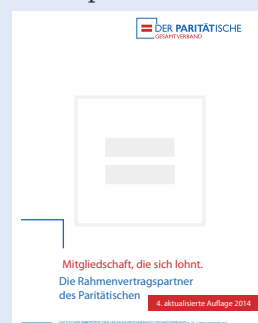 DER PARITÄTISCHE
GESAMTVERBAND
Mitgliedschaft, die sich lohnt.
Die Rahmenvertragspartner
des Paritätischen
4. aktualisierte Auflage 2014